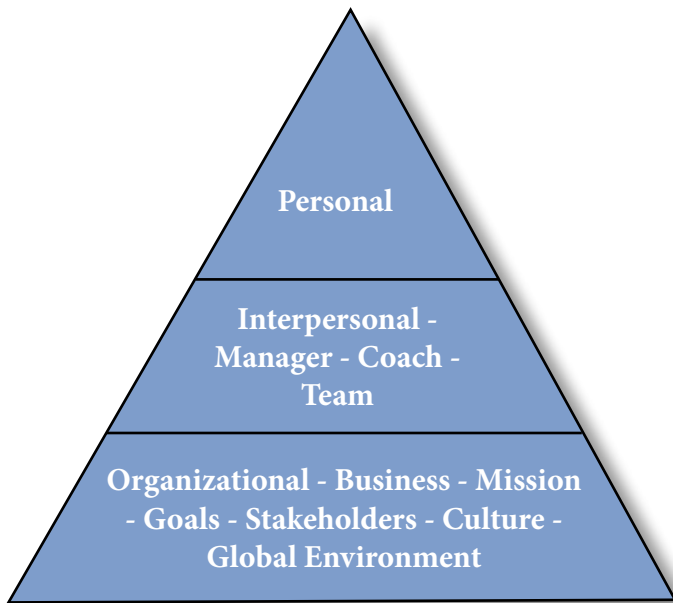 Personal
Interpersonal -
Manager - Coach -
Team
Organizational - Business - Mission
- Goals - Stakeholders - Culture -
Global Environment